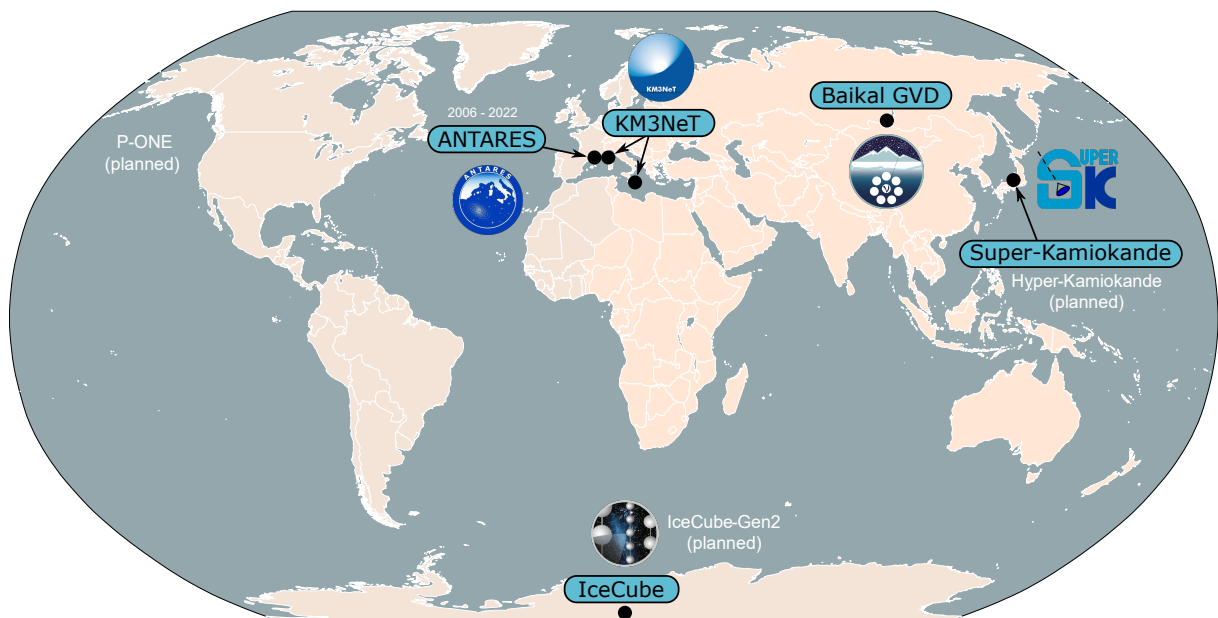 KM3NeT
Baikal GVD
2006 - 2022
KM3NeT
ANTARES
P-ONE
(planned)
ANTARES
SUPER
K
Super-Kamiokande
Hyper-Kamiokande
(planned)
IceCube-Gen2
(planned)
IceCube